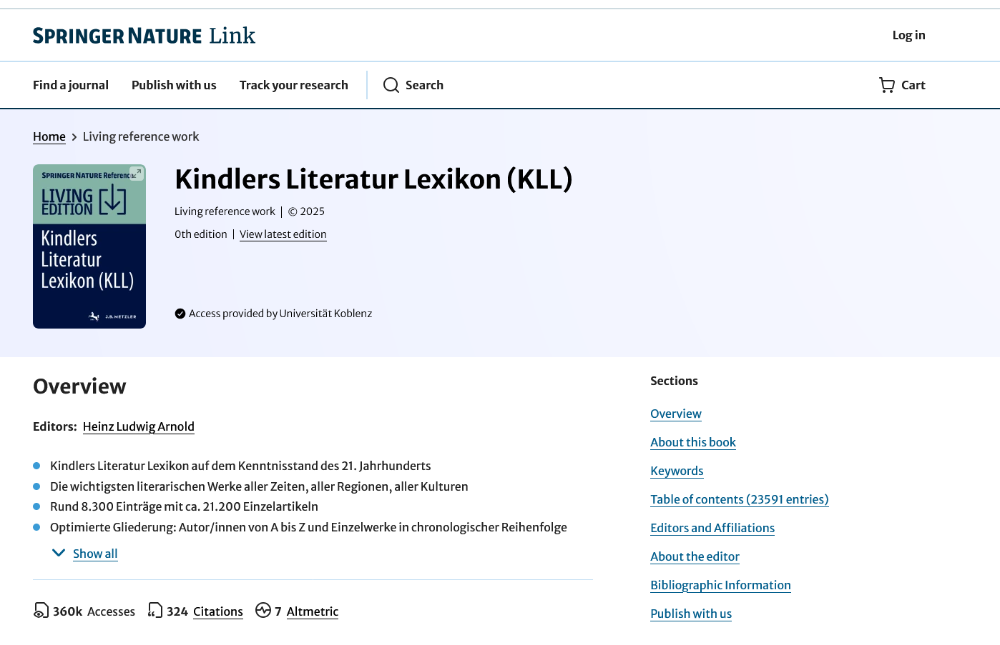 SPRINGER NATURE Link
Log in
Find a journal
Publish with us
Track your research
Search
Cart
Home > Living reference work
SPRINGER NATURE Reference
LIVING
EDITION
Kindlers
Literatur
Lexikon (KLL)
J.B. METZLER
Kindlers Literatur Lexikon (KLL)
Living reference work | © 2025
0th edition | View latest edition
Access provided by Universität Koblenz
Overview
Editors: Heinz Ludwig Arnold
Kindlers Literatur Lexikon auf dem Kenntnisstand des 21. Jahrhunderts
Die wichtigsten literarischen Werke aller Zeiten, aller Regionen, aller Kulturen
Rund 8.300 Einträge mit ca. 21.200 Einzelartikeln
Optimierte Gliederung: Autor/innen von A bis Z und Einzelwerke in chronologischer Reihenfolge
Show all
360k Accesses
324 Citations
7 Altmetric
Sections
Overview
About this book
Keywords
Table of contents (23591 entries)
Editors and Affiliations
About the editor
Bibliographic Information
Publish with us